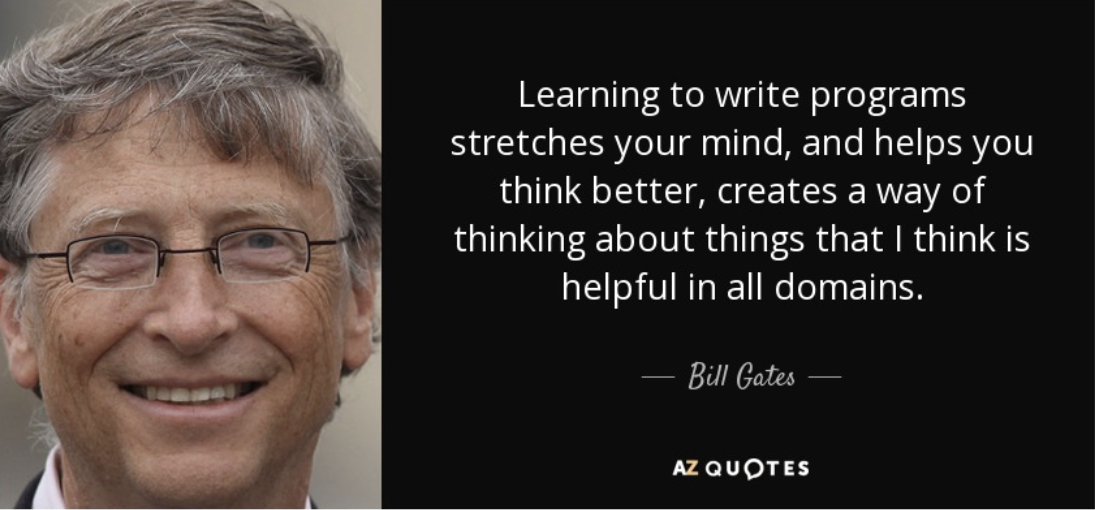 Learning to write programs
stretches your mind, and helps you
think better, creates a way of
thinking about things that I think is
helpful in all domains.
— Bill Gates —
AZ QUOTES